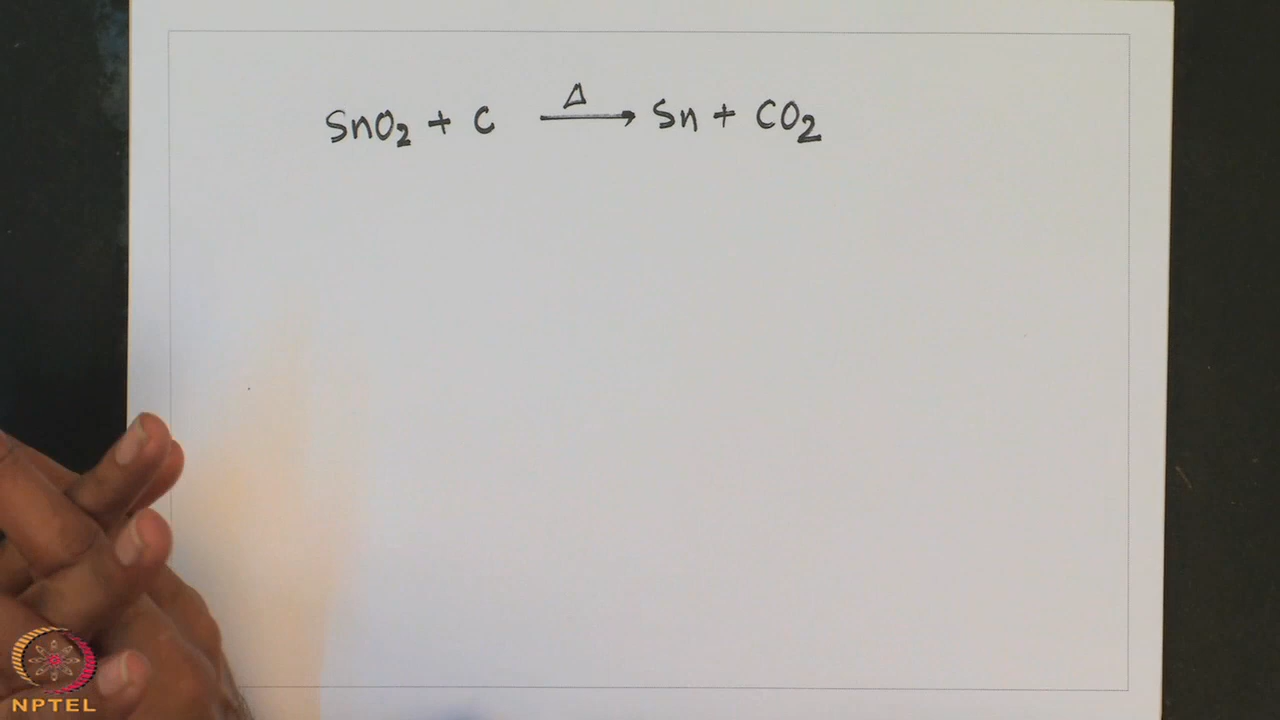 SnO₂ + C —Δ→ Sn + CO₂
NPTEL